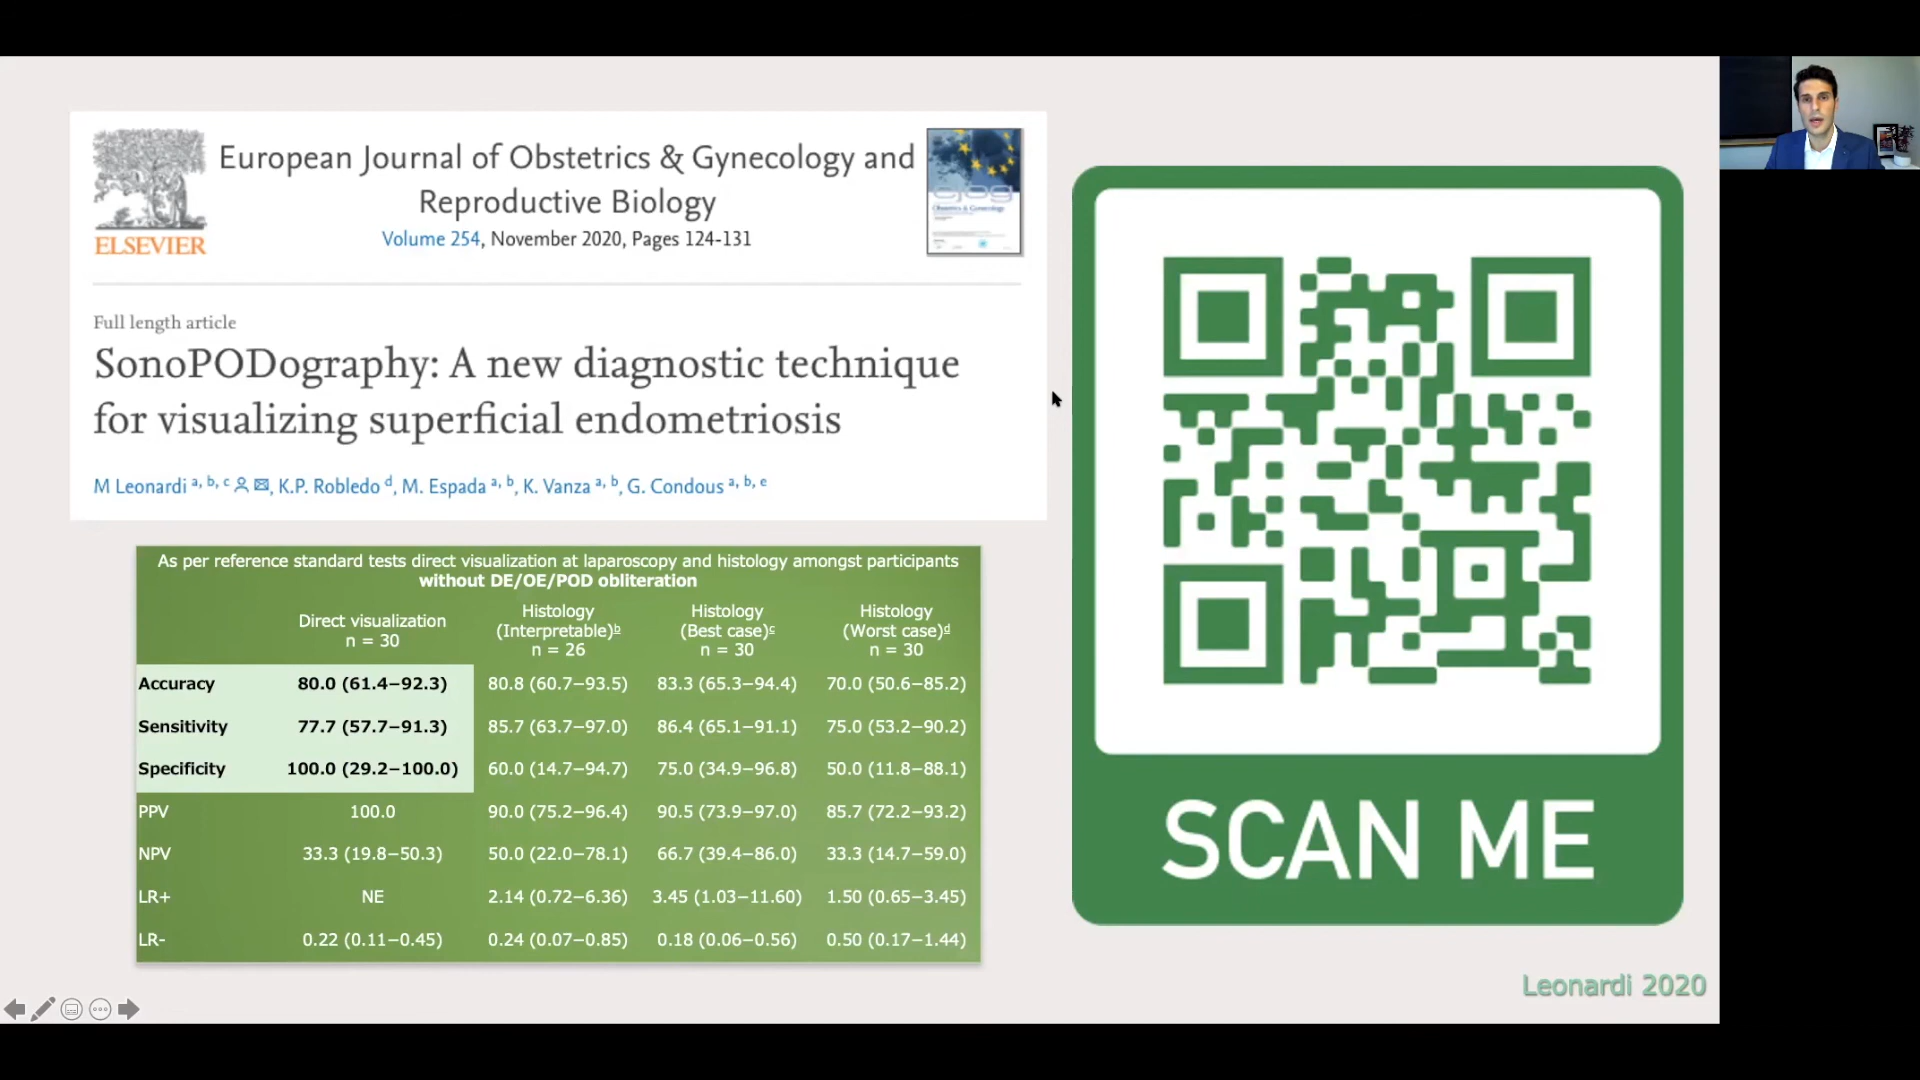 European Journal of Obstetrics & Gynecology and
Reproductive Biology
Volume 254, November 2020, Pages 124-131
ELSEVIER
Full length article
SonoPODography: A new diagnostic technique
for visualizing superficial endometriosis
M Leonardi a, b, c, K.P. Robledo d, M. Espada a, b, K. Vanza a, b, G. Condous a, b, e
As per reference standard tests direct visualization at laparoscopy and histology amongst participants
without DE/OE/POD obliteration
Direct visualization n = 30 Histology (Interpretable)b n = 26 Histology (Best case)c n = 30 Histology (Worst case)d n = 30
Accuracy 80.0 (61.4–92.3) 80.8 (60.7–93.5) 83.3 (65.3–94.4) 70.0 (50.6–85.2)
Sensitivity 77.7 (57.7–91.3) 85.7 (63.7–97.0) 86.4 (65.1–91.1) 75.0 (53.2–90.2)
Specificity 100.0 (29.2–100.0) 60.0 (14.7–94.7) 75.0 (34.9–96.8) 50.0 (11.8–88.1)
PPV 100.0 90.0 (75.2–96.4) 90.5 (73.9–97.0) 85.7 (72.2–93.2)
NPV 33.3 (19.8–50.3) 50.0 (22.0–78.1) 66.7 (39.4–86.0) 33.3 (14.7–59.0)
LR+ NE 2.14 (0.72–6.36) 3.45 (1.03–11.60) 1.50 (0.65–3.45)
LR- 0.22 (0.11–0.45) 0.24 (0.07–0.85) 0.18 (0.06–0.56) 0.50 (0.17–1.44)
SCAN ME
Leonardi 2020